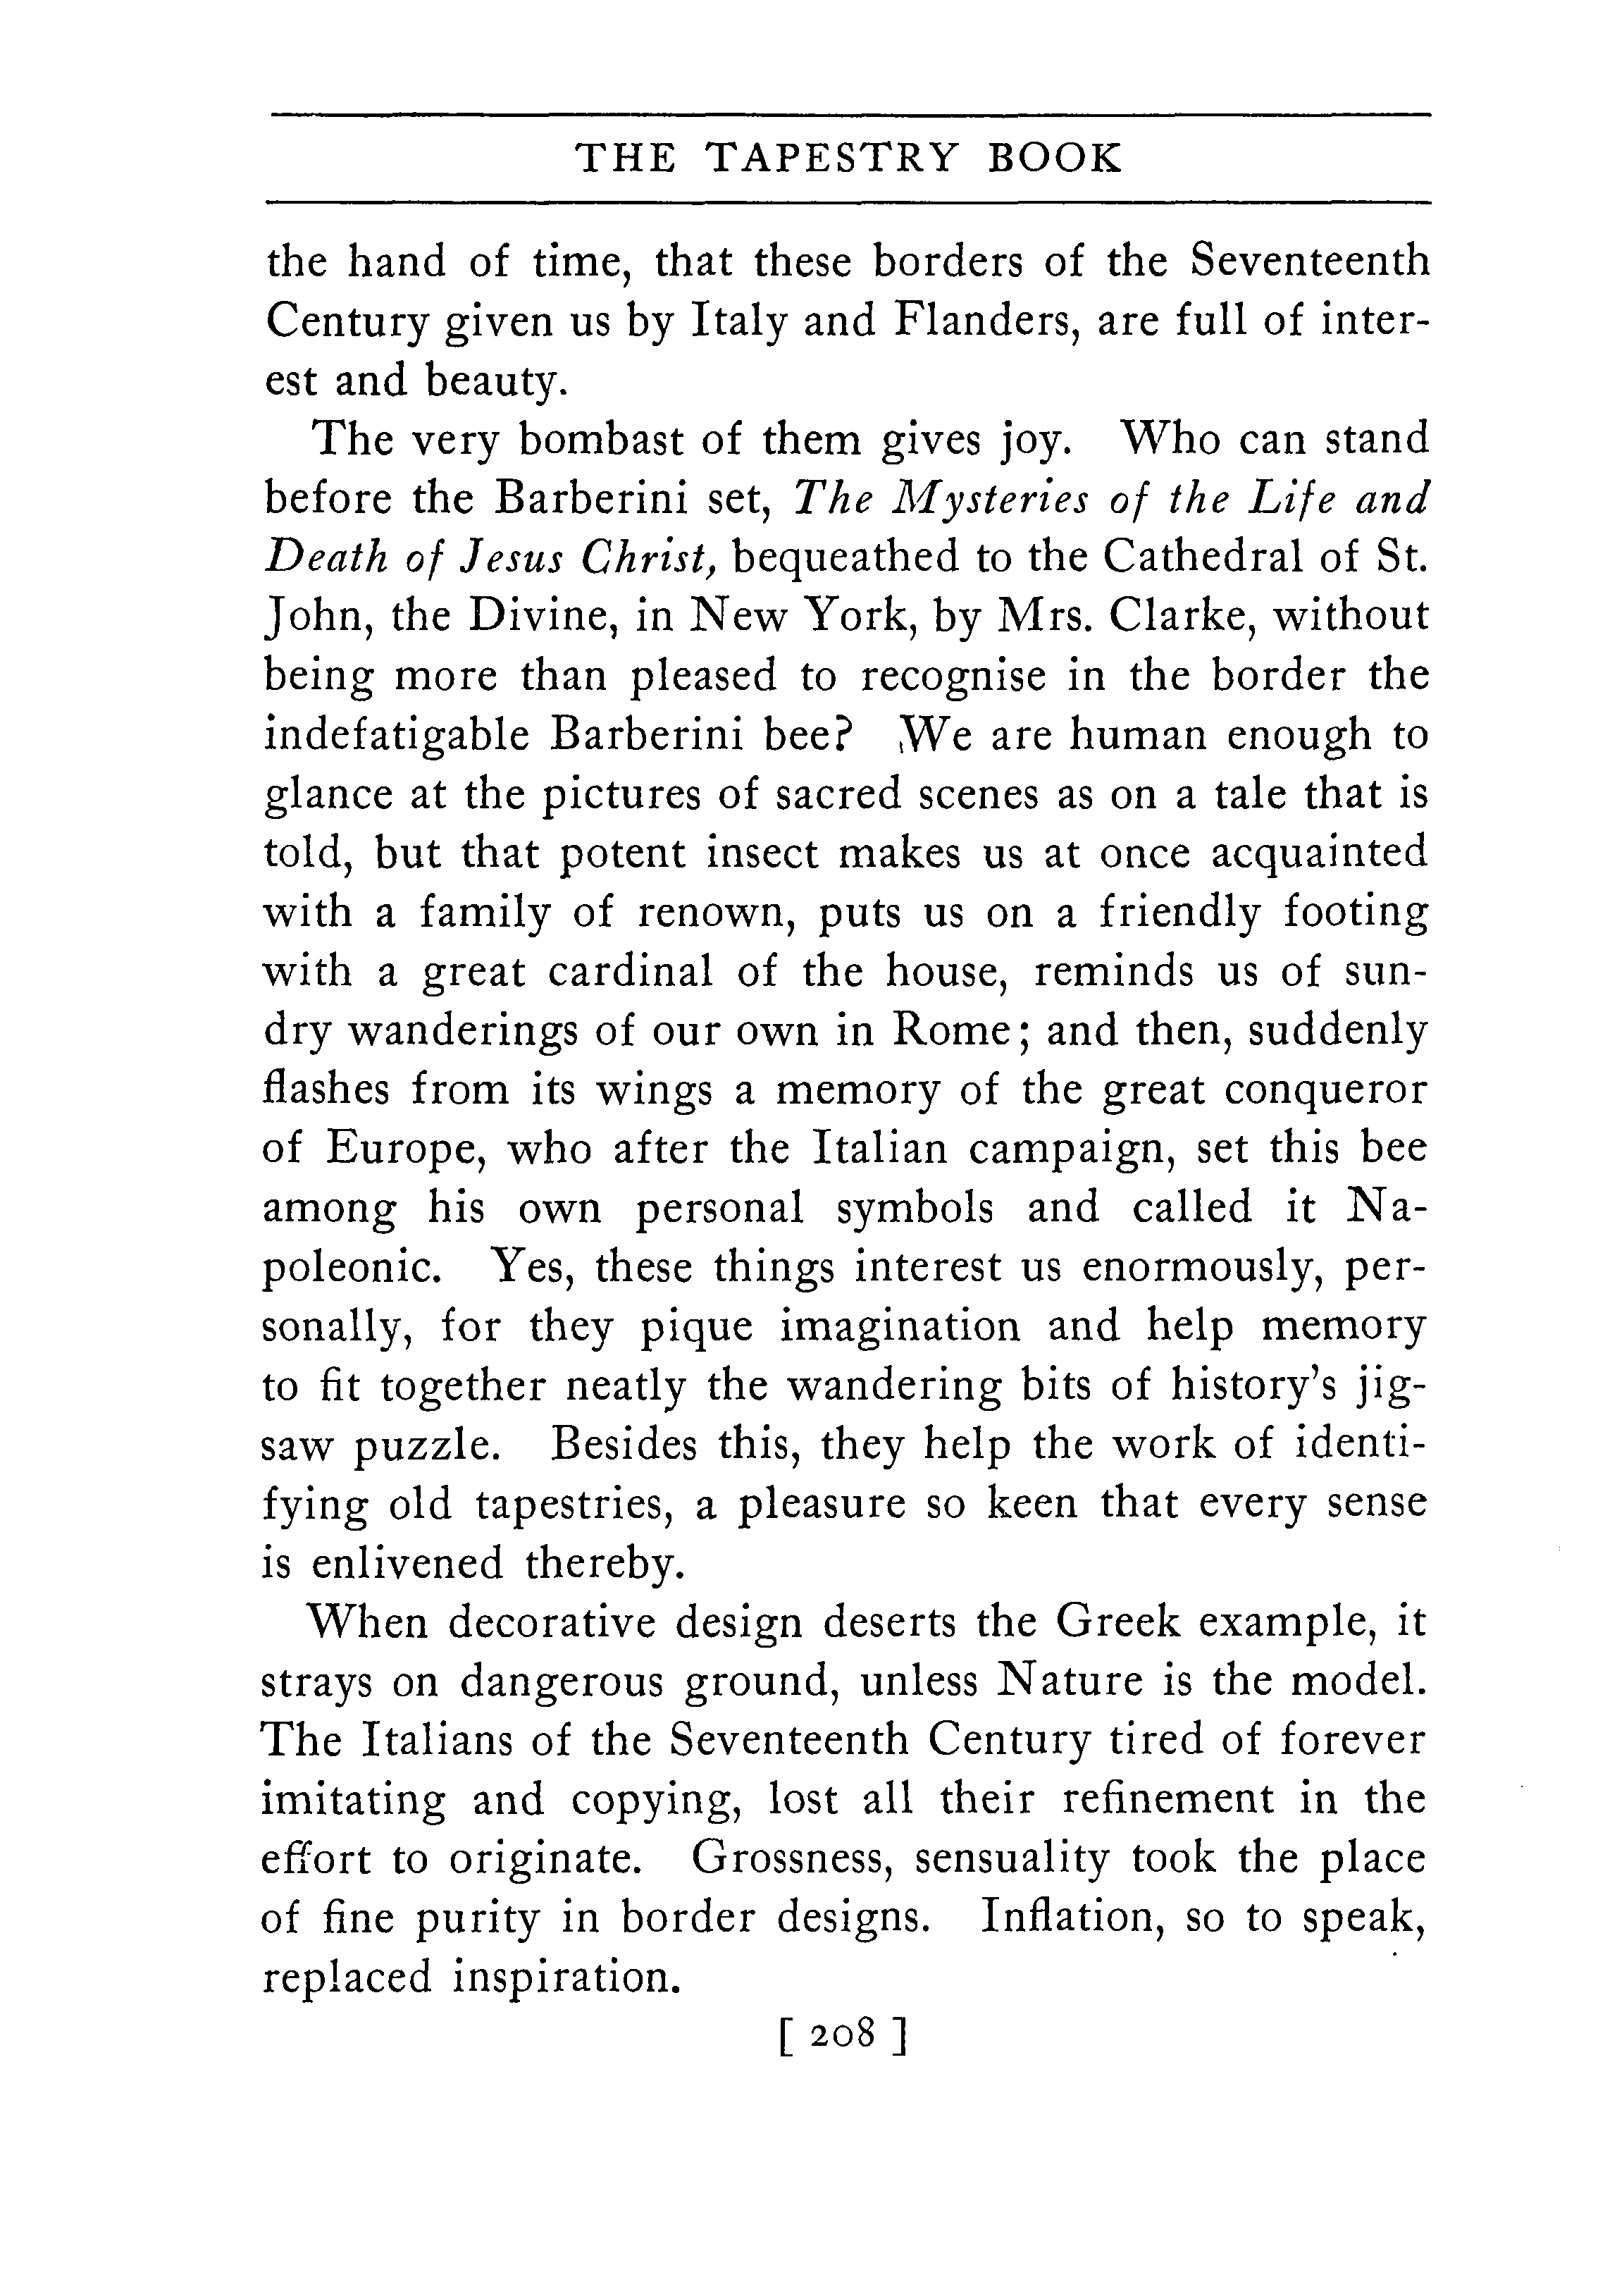 THE TAPESTRY BOOK
the hand of time, that these borders of the Seventeenth
Century given us by Italy and Flanders, are full of inter-
est and beauty.
The very bombast of them gives joy. Who can stand
before the Barberini set, The Mysteries of the Life and
Death of Jesus Christ, bequeathed to the Cathedral of St.
John, the Divine, in New York, by Mrs. Clarke, without
being more than pleased to recognise in the border the
indefatigable Barberini bee? We are human enough to
glance at the pictures of sacred scenes as on a tale that is
told, but that potent insect makes us at once acquainted
with a family of renown, puts us on a friendly footing
with a great cardinal of the house, reminds us of sun-
dry wanderings of our own in Rome; and then, suddenly
flashes from its wings a memory of the great conqueror
of Europe, who after the Italian campaign, set this bee
among his own personal symbols and called it Na-
poleonic. Yes, these things interest us enormously, per-
sonally, for they pique imagination and help memory
to fit together neatly the wandering bits of history's jig-
saw puzzle. Besides this, they help the work of identi-
fying old tapestries, a pleasure so keen that every sense
is enlivened thereby.
When decorative design deserts the Greek example, it
strays on dangerous ground, unless Nature is the model.
The Italians of the Seventeenth Century tired of forever
imitating and copying, lost all their refinement in the
effort to originate. Grossness, sensuality took the place
of fine purity in border designs. Inflation, so to speak,
replaced inspiration.
[ 208 ]